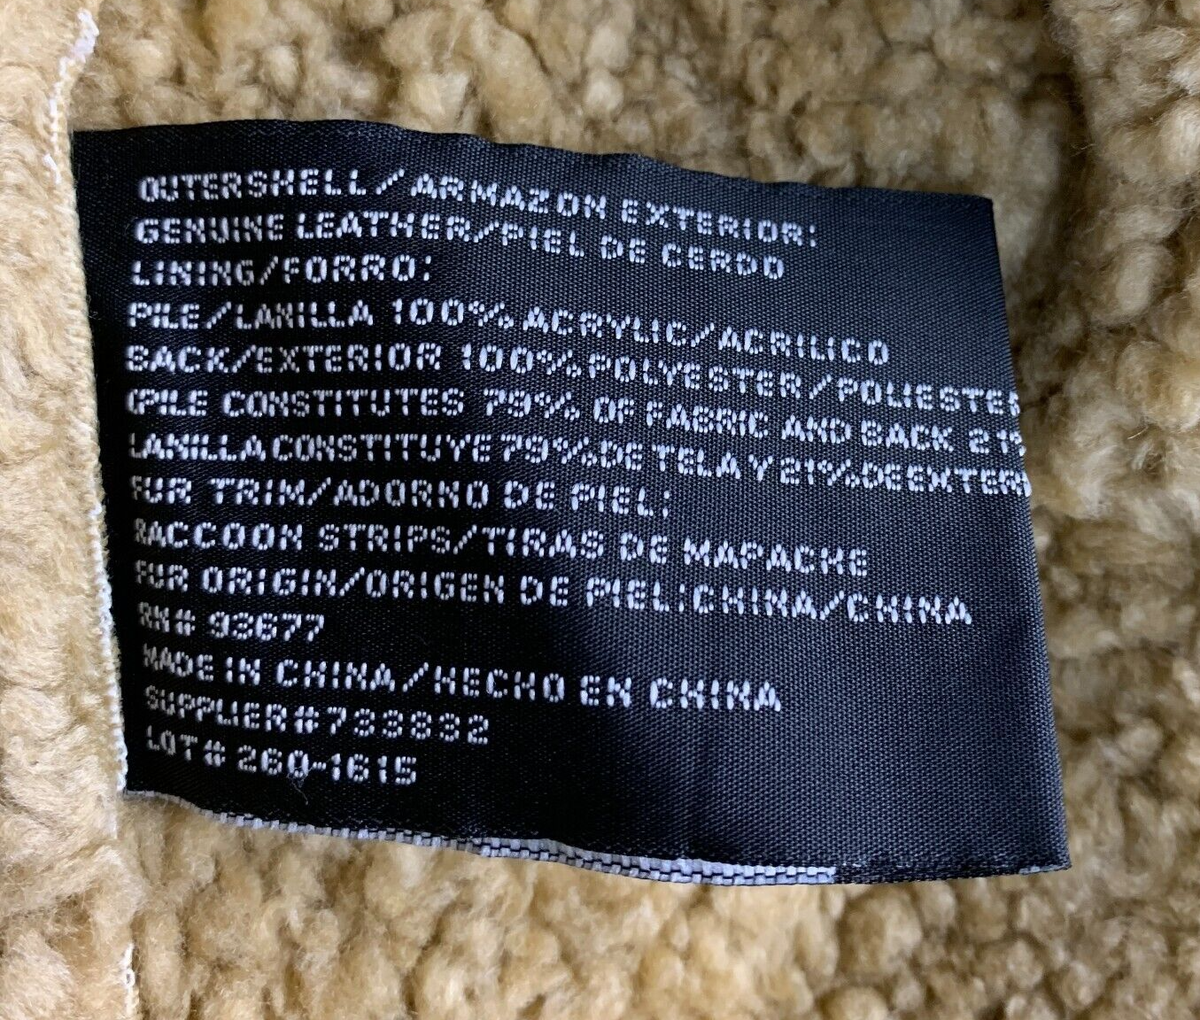 OUTERSHELL/ARMAZON EXTERIOR:
GENUINE LEATHER/PIEL DE CERDO
LINING/FORRO:
PILE/LANILLA 100% ACRYLIC/ACRILICO
BACK/EXTERIOR 100% POLYESTER/POLIESTER
(PILE CONSTITUTES 79% OF FABRIC AND BACK 21%
LANILLA CONSTITUYE 79% DE TELA Y 21% DE EXTERI
FUR TRIM/ADORNO DE PIEL:
RACCOON STRIPS/TIRAS DE MAPACHE
FUR ORIGIN/ORIGEN DE PIEL:CHINA/CHINA
RN# 93677
MADE IN CHINA/HECHO EN CHINA
SUPPLIER#733832
LOT# 260-1615